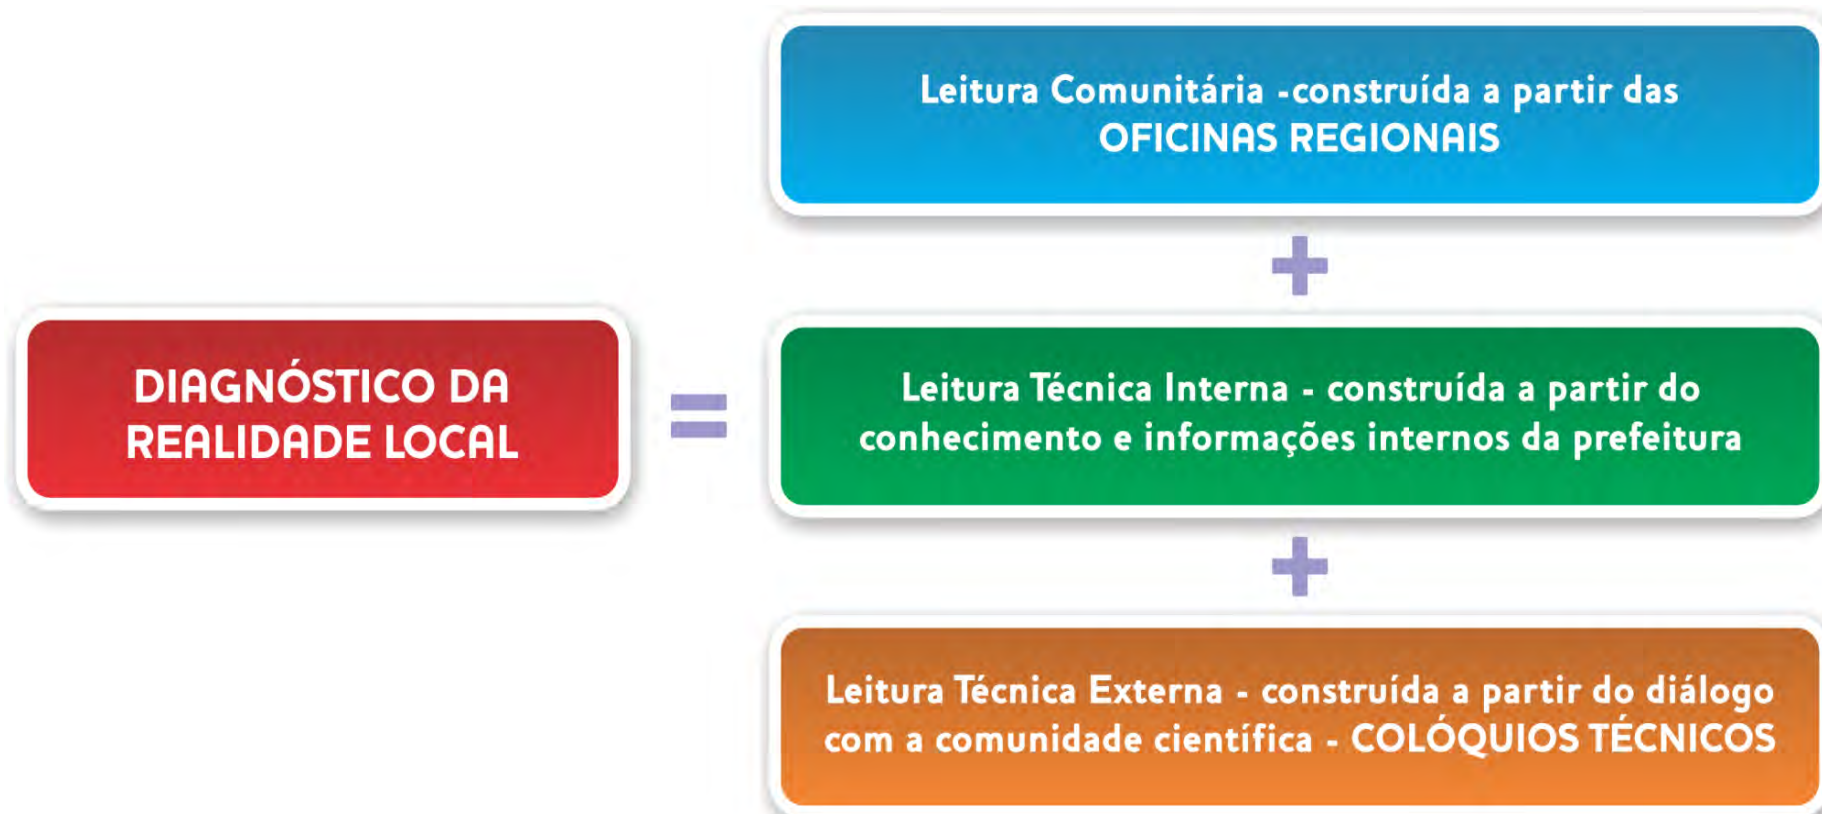 Leitura Comunitária -construída a partir das
OFICINAS REGIONAIS
+
DIAGNÓSTICO DA
REALIDADE LOCAL
=
Leitura Técnica Interna - construída a partir do
conhecimento e informações internos da prefeitura
+
Leitura Técnica Externa - construída a partir do diálogo
com a comunidade científica - COLÓQUIOS TÉCNICOS